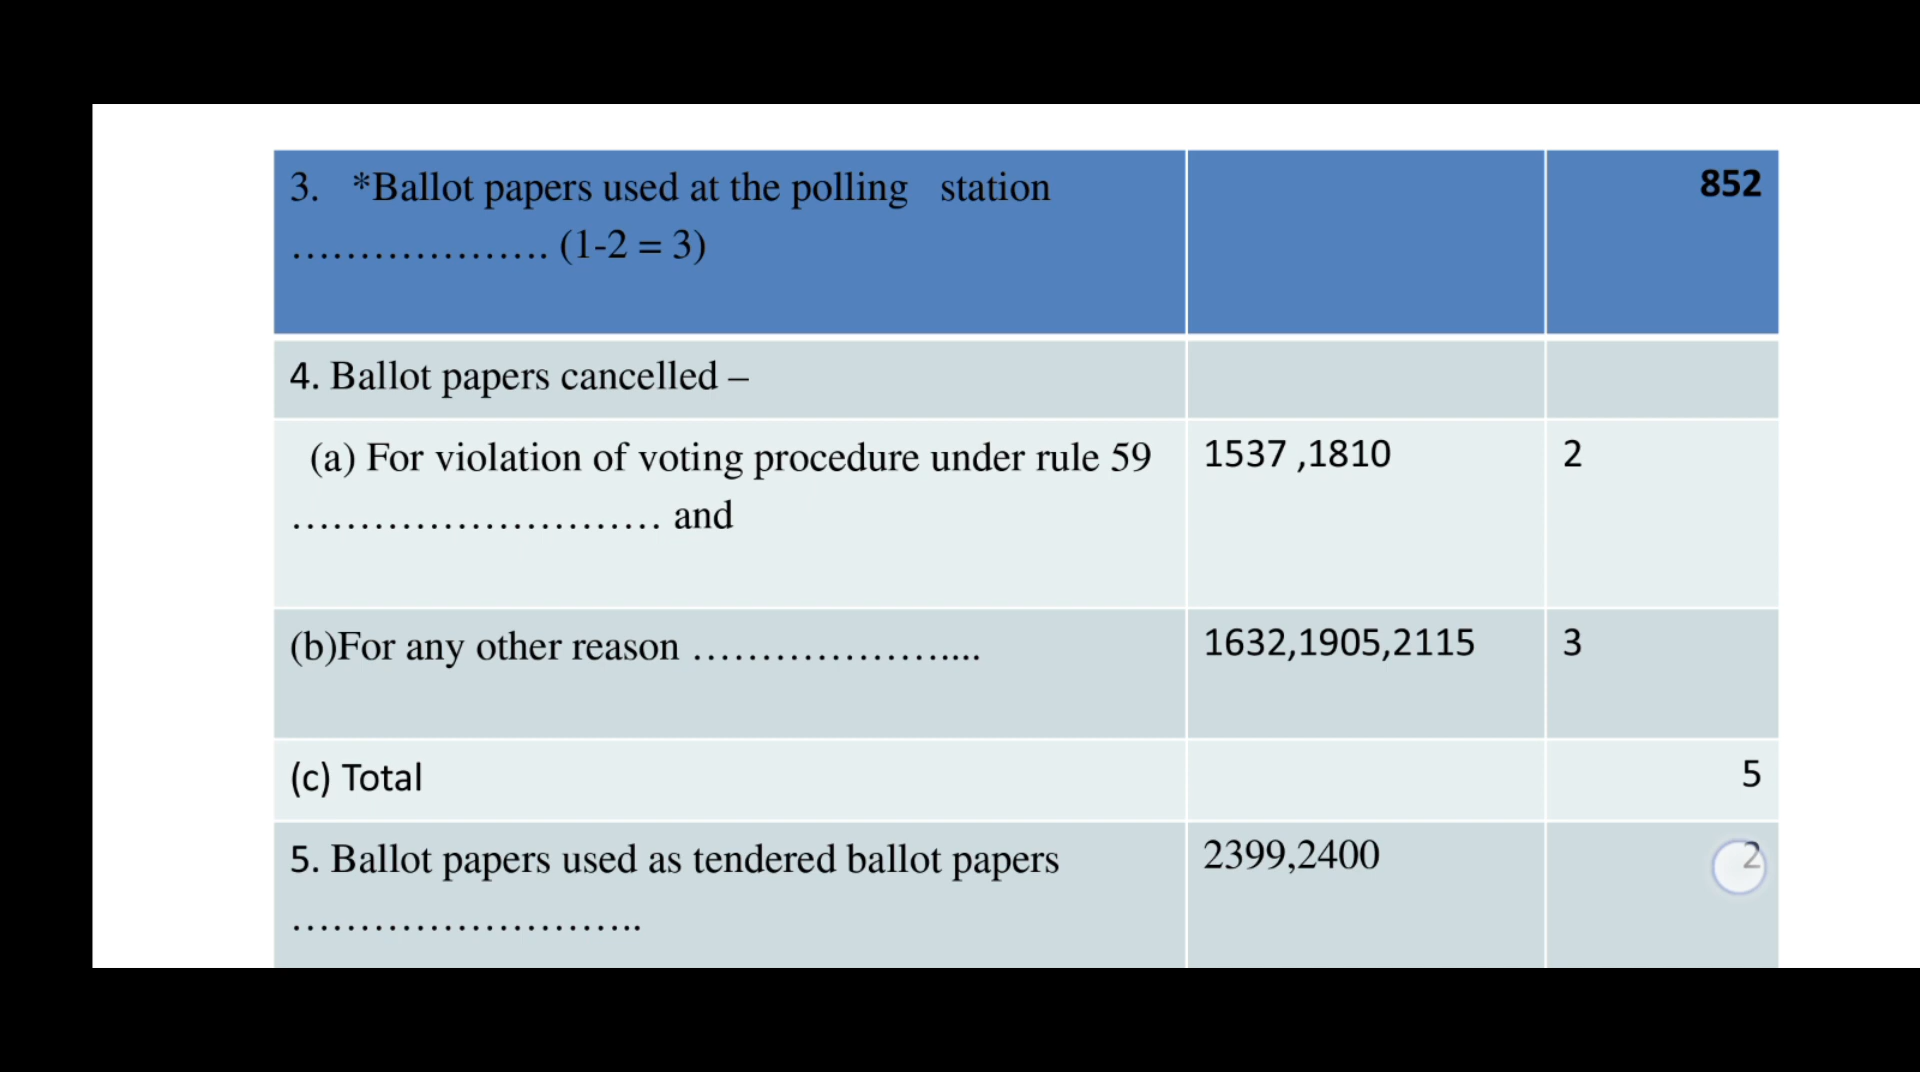 3. *Ballot papers used at the polling station 852
………………. (1-2 = 3)
4. Ballot papers cancelled –
(a) For violation of voting procedure under rule 59 1537 ,1810 2
……………………… and
(b)For any other reason ………………..... 1632,1905,2115 3
(c) Total 5
5. Ballot papers used as tendered ballot papers 2399,2400 2
……………………..